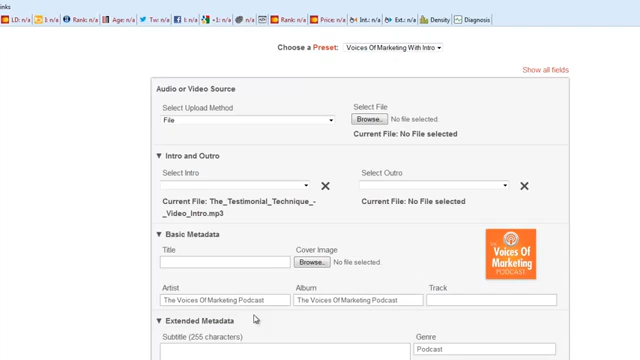 inks
LD: n/a I: n/a Rank: n/a Age: n/a Tw: n/a I: n/a +1: n/a Rank: n/a Price: n/a Int.: n/a Ext.: n/a Density Diagnosis
Choose a Preset: Voices Of Marketing With Intro
Show all fields
Audio or Video Source
Select Upload Method
Select File
File
Browse.. No file selected.
Current File: No File selected
Intro and Outro
Select Intro
Select Outro
Current File: The_Testimonial_Technique_-
_Video_Intro.mp3
Current File: No File selected
Basic Metadata
Title
Cover Image
Browse.. No file selected.
Voices Of
Marketing
PODCAST
Artist
Album
Track
The Voices Of Marketing Podcast
The Voices Of Marketing Podcast
Extended Metadata
Subtitle (255 characters)
Genre
Podcast